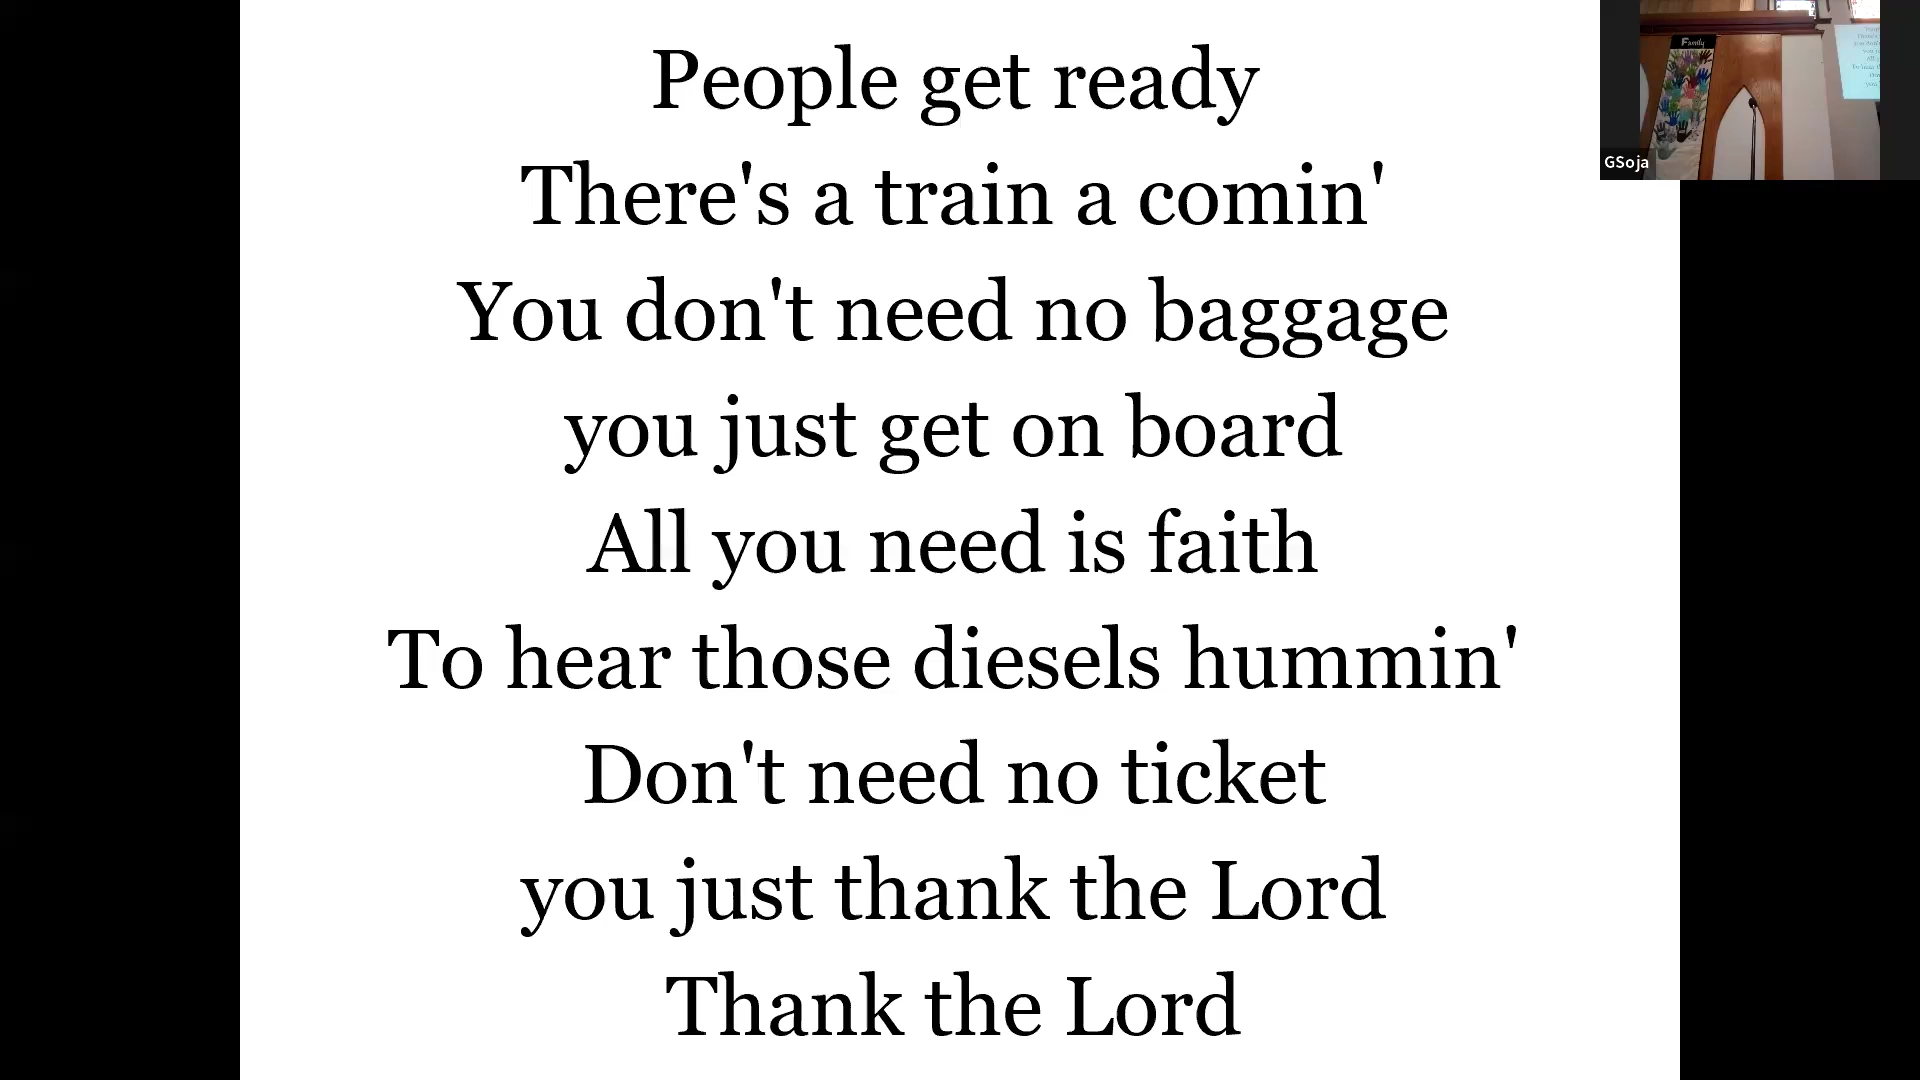 People get ready
There's a train a comin'
You don't need no baggage
you just get on board
All you need is faith
To hear those diesels hummin'
Don't need no ticket
you just thank the Lord
Thank the Lord
Family
GSoja